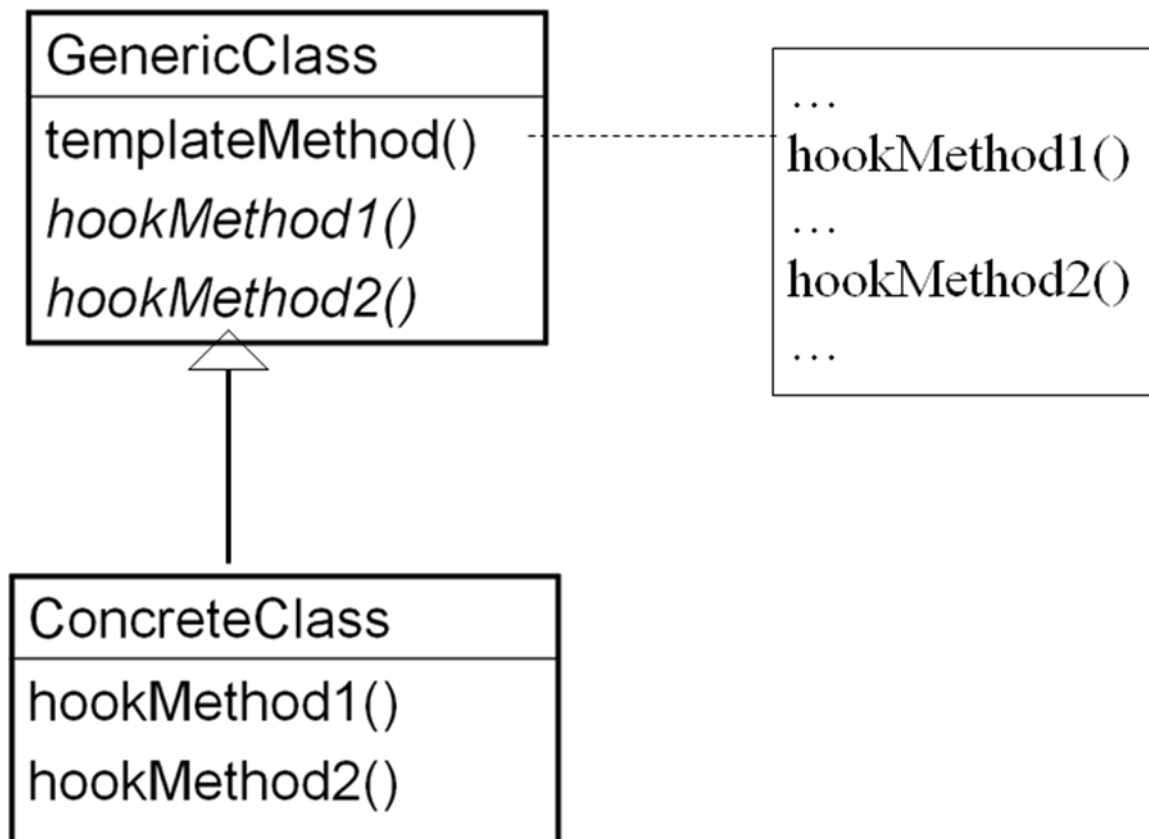 GenericClass
templateMethod()
hookMethod1()
hookMethod2()
…
hookMethod1()
…
hookMethod2()
…
ConcreteClass
hookMethod1()
hookMethod2()